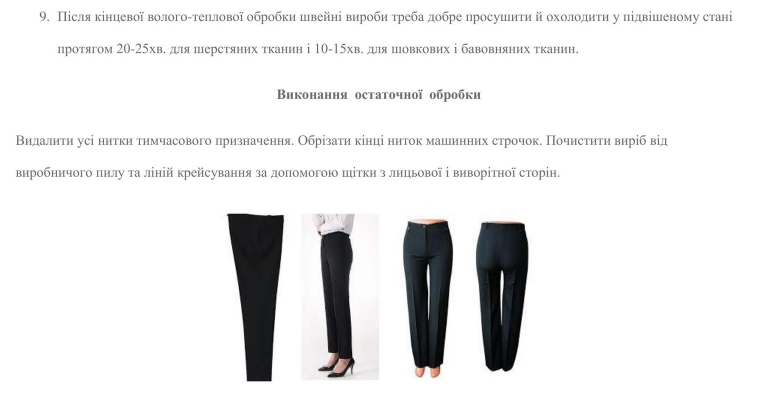 9. Після кінцевої волого-теплової обробки швейні вироби треба добре просушити й охолодити у підвішеному стані
протягом 20-25хв. для шерстяних тканин і 10-15хв. для шовкових і бавовняних тканин.
Виконання остаточної обробки
Видалити усі нитки тимчасового призначення. Обрізати кінці ниток машинних строчок. Почистити виріб від
виробничого пилу та ліній крейсування за допомогою щітки з лицьової і виворітної сторін.